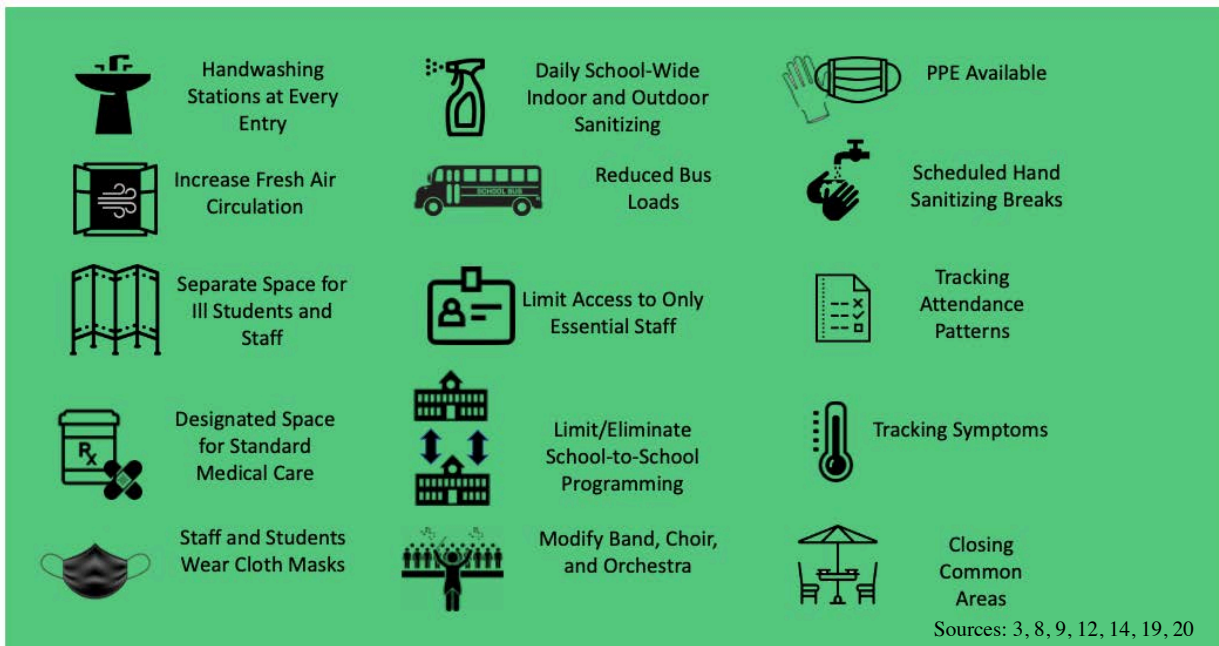 Handwashing
Stations at Every
Entry
Daily School-Wide
Indoor and Outdoor
Sanitizing
PPE Available
Increase Fresh Air
Circulation
SCHOOL BUS
Reduced Bus
Loads
Scheduled Hand
Sanitizing Breaks
Separate Space for
Ill Students and
Staff
Limit Access to Only
Essential Staff
Tracking
Attendance
Patterns
Rx
Designated Space
for Standard
Medical Care
Limit/Eliminate
School-to-School
Programming
Tracking Symptoms
Staff and Students
Wear Cloth Masks
Modify Band, Choir,
and Orchestra
Closing
Common
Areas
Sources: 3, 8, 9, 12, 14, 19, 20